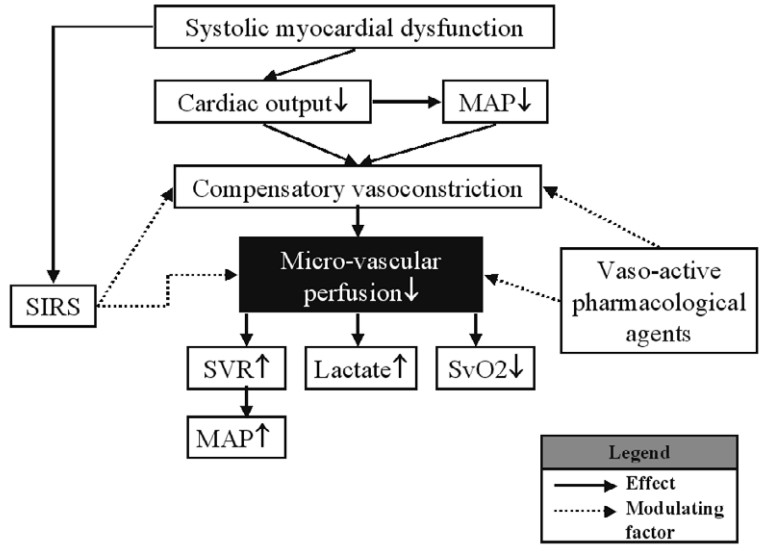 Systolic myocardial dysfunction
Cardiac output↓
MAP↓
Compensatory vasoconstriction
Micro-vascular
perfusion↓
Vaso-active
pharmacological
agents
SIRS
SVR↑
Lactate↑
SvO2↓
MAP↑
Legend
Effect
Modulating
factor